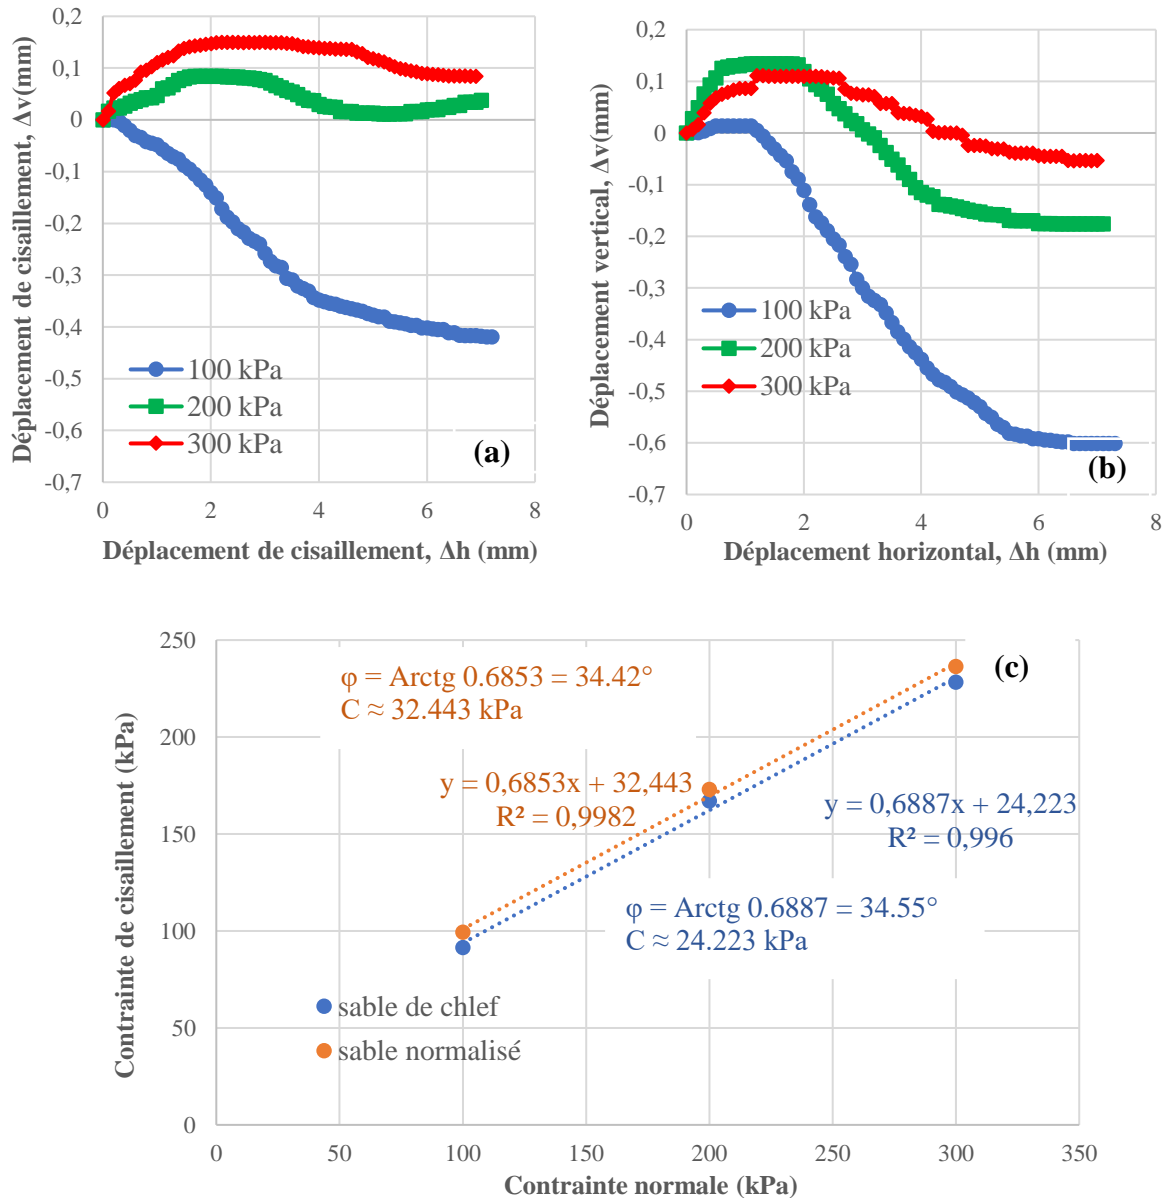 Déplacement de cisaillement, Δv(mm)
0,2
0,1
0
-0,1
-0,2
-0,3
-0,4
-0,5
-0,6
-0,7
100 kPa
200 kPa
300 kPa
(a)
0 2 4 6 8
Déplacement de cisaillement, Δh (mm)
Déplacement vertical, Δv(mm)
0,2
0,1
0
-0,1
-0,2
-0,3
-0,4
-0,5
-0,6
-0,7
100 kPa
200 kPa
300 kPa
(b)
0 2 4 6 8
Déplacement horizontal, Δh (mm)
Contrainte de cisaillement (kPa)
250
200
150
100
50
0
(c)
φ = Arctg 0.6853 = 34.42°
C ≈ 32.443 kPa
y = 0,6853x + 32,443
R² = 0,9982
y = 0,6887x + 24,223
R² = 0,996
φ = Arctg 0.6887 = 34.55°
C ≈ 24.223 kPa
sable de chlef
sable normalisé
0 50 100 150 200 250 300 350
Contrainte normale (kPa)